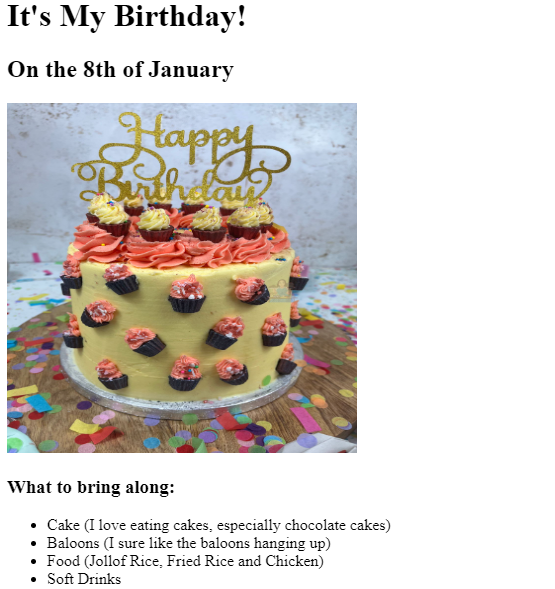 It's My Birthday!
On the 8th of January
Happy
Birthday
What to bring along:
Cake (I love eating cakes, especially chocolate cakes)
Baloons (I sure like the baloons hanging up)
Food (Jollof Rice, Fried Rice and Chicken)
Soft Drinks